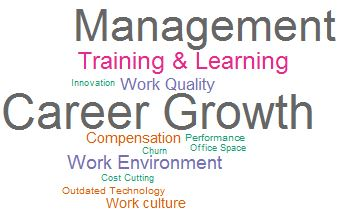 Management
Training & Learning
Innovation Work Quality
Career Growth
Compensation Performance
Churn Office Space
Work Environment
Cost Cutting
Outdated Technology
Work culture